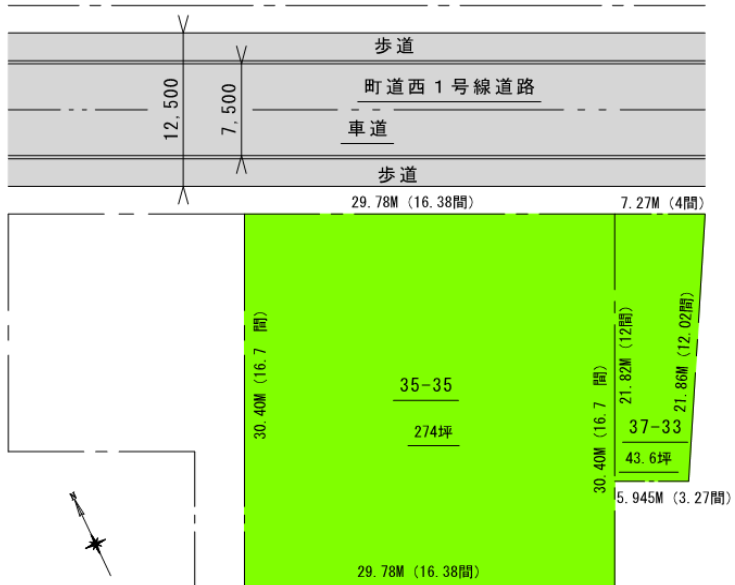 歩道
町道西１号線道路
12,500
7,500
車道
歩道
29.78M (16.38間)
7.27M (4間)
30.40M (16.7 間)
35-35
274坪
30.40M (16.7 間)
21.82M (12間)
21.86M (12.02間)
37-33
43.6坪
5.945M (3.27間)
N
29.78M (16.38間)